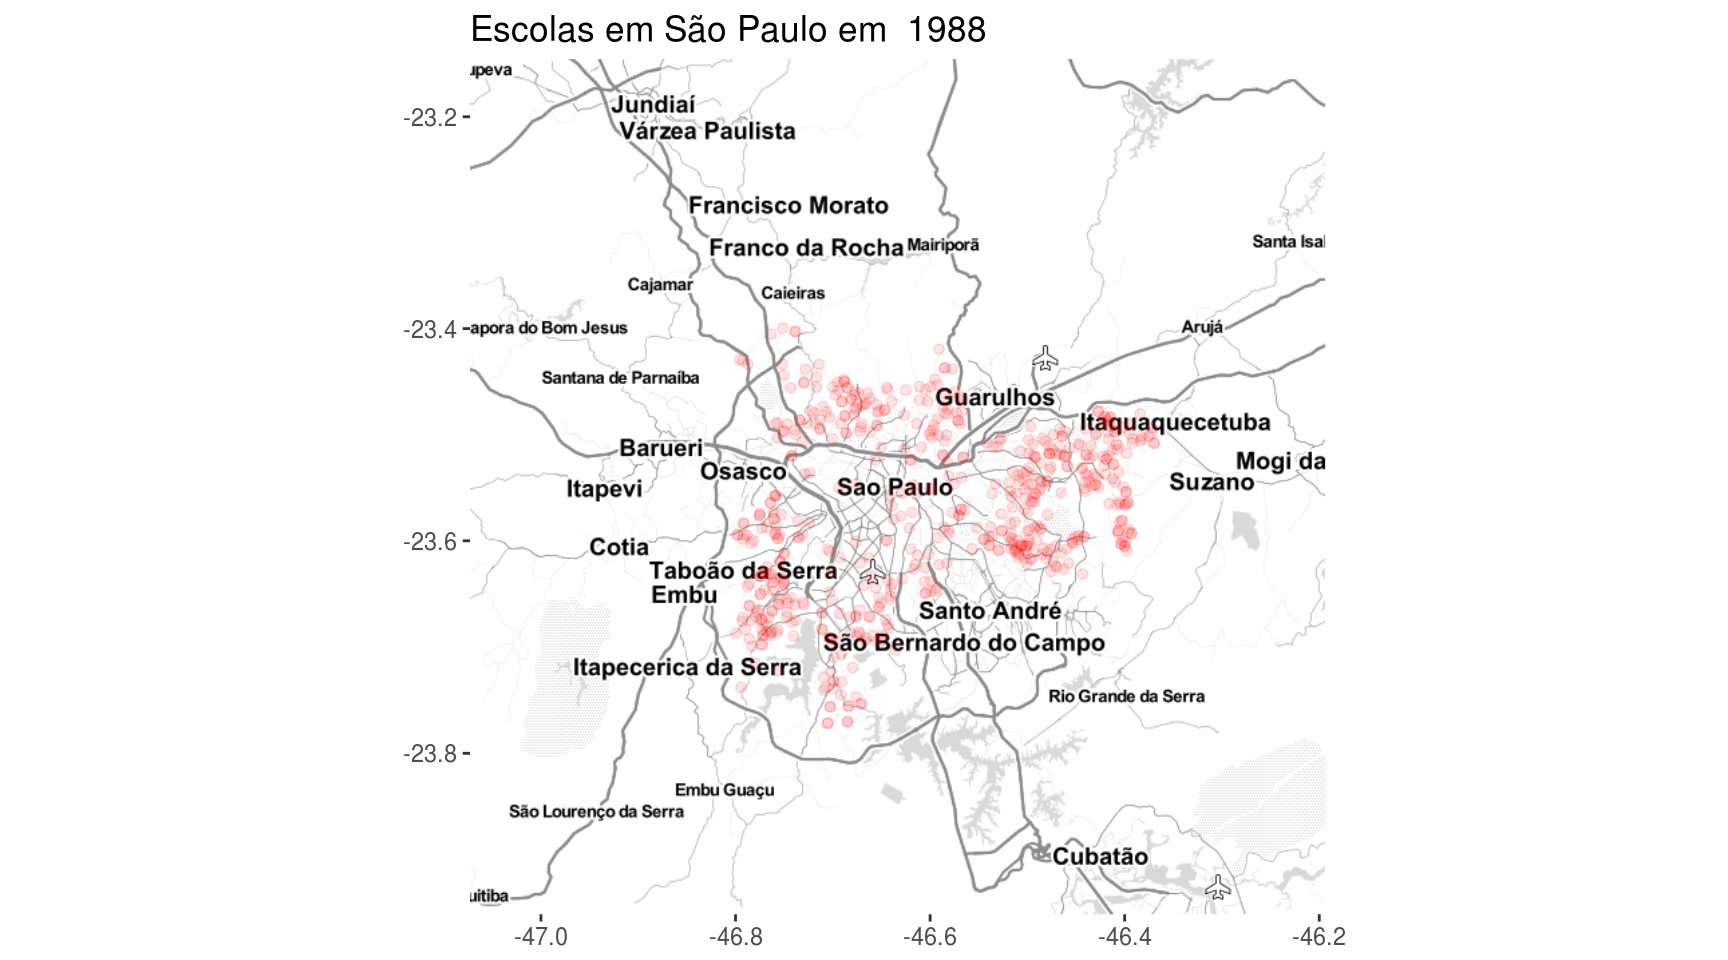 Escolas em São Paulo em  1988
upeva
Jundiaí
-23.2
Várzea Paulista
Francisco Morato
Santa Isal
Franco da Rocha
Mairiporã
Cajamar
Caieiras
-23.4
apora do Bom Jesus
Arujá
Santana de Parnaíba
Guarulhos
Itaquaquecetuba
Barueri
Mogi da
Osasco
Suzano
Itapevi
Sao Paulo
-23.6
Cotia
Taboão da Serra
Embu
Santo André
São Bernardo do Campo
Itapecerica da Serra
Rio Grande da Serra
-23.8
Embu Guaçu
São Lourenço da Serra
Cubatão
uitiba
-47.0
-46.8
-46.6
-46.4
-46.2